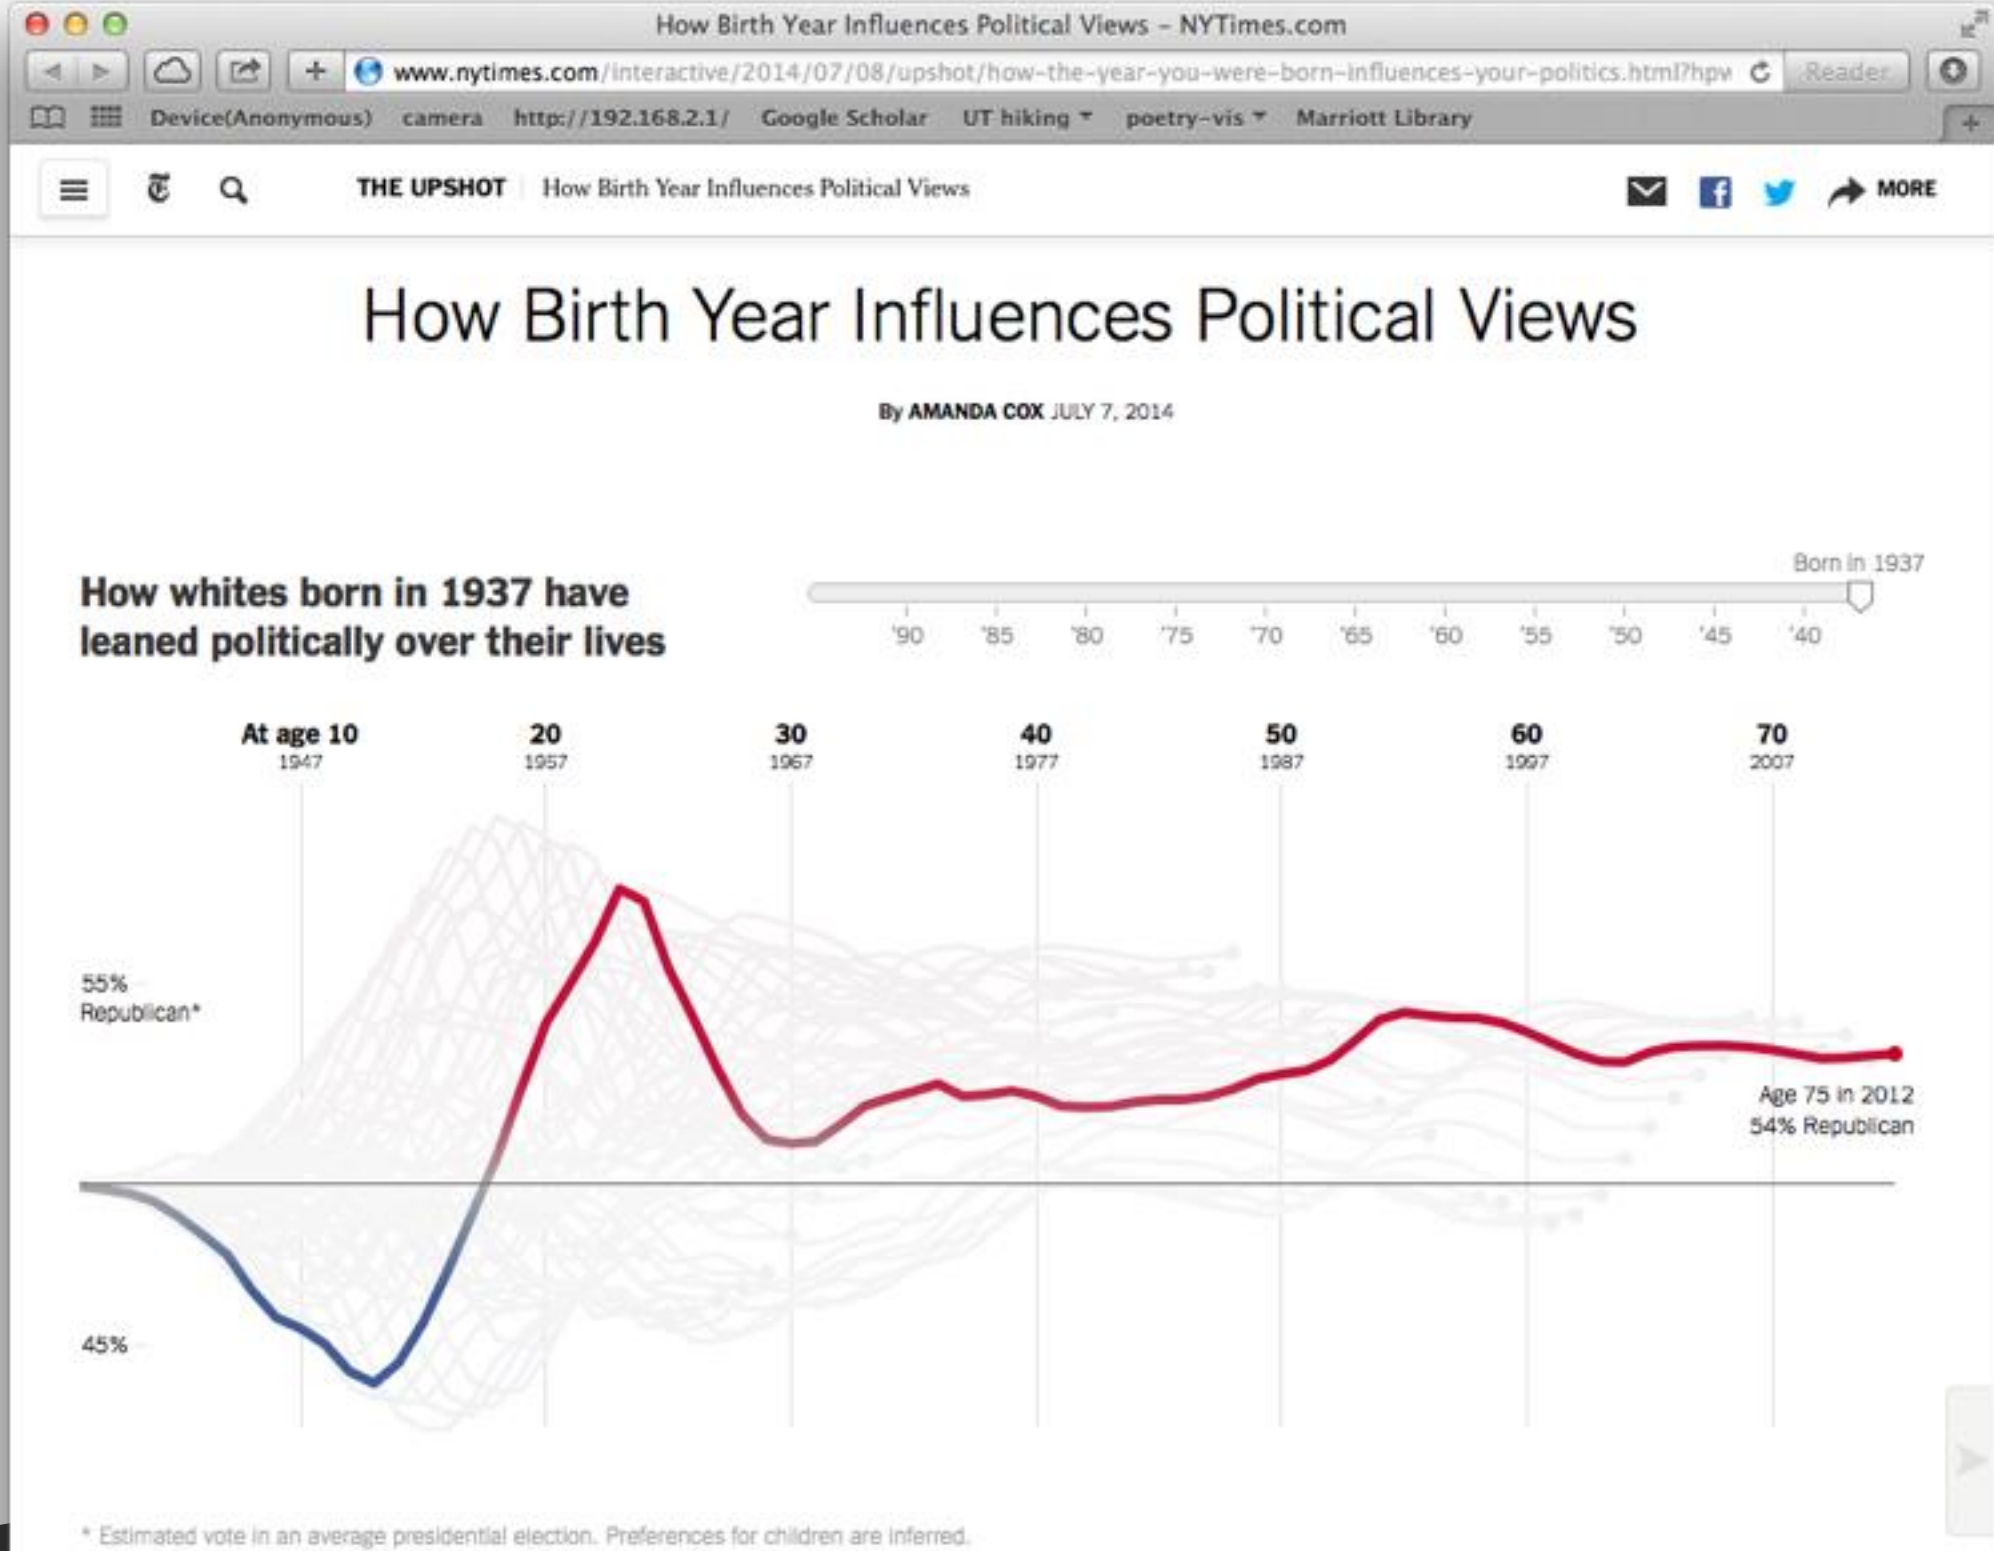 How Birth Year Influences Political Views – NYTimes.com
www.nytimes.com/interactive/2014/07/08/upshot/how-the-year-you-were-born-influences-your-politics.html?hpw
Reader
Device(Anonymous) camera http://192.168.2.1/ Google Scholar UT hiking poetry-vis Marriott Library
THE UPSHOT How Birth Year Influences Political Views MORE
How Birth Year Influences Political Views
By AMANDA COX JULY 7, 2014
Born in 1937
How whites born in 1937 have
leaned politically over their lives
'90 '85 '80 '75 '70 '65 '60 '55 '50 '45 '40
At age 10 20 30 40 50 60 70
1947 1957 1967 1977 1987 1997 2007
55%
Republican*
Age 75 in 2012
54% Republican
45%
* Estimated vote in an average presidential election. Preferences for children are inferred.